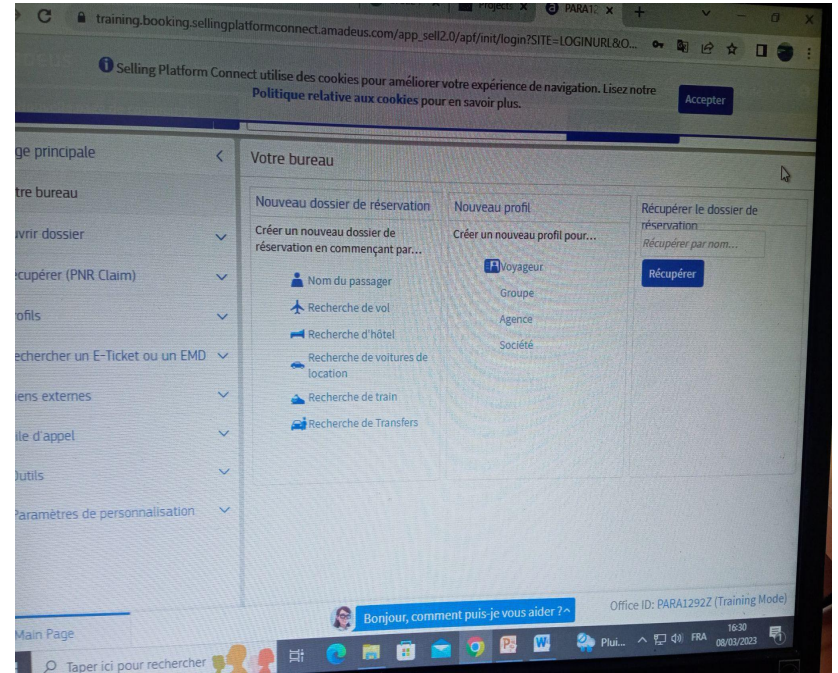 Project:
PARA12
training.booking.sellingplatformconnect.amadeus.com/app_sell2.0/apf/init/login?SITE=LOGINURL&O...
Selling Platform Connect utilise des cookies pour améliorer votre expérience de navigation. Lisez notre
Politique relative aux cookies pour en savoir plus.
Accepter
ge principale
tre bureau
uvrir dossier
écupérer (PNR Claim)
ofils
echercher un E-Ticket ou un EMD
iens externes
ile d'appel
Outils
Paramètres de personnalisation
Votre bureau
Nouveau dossier de réservation
Créer un nouveau dossier de
réservation en commençant par...
Nom du passager
Recherche de vol
Recherche d'hôtel
Recherche de voitures de
location
Recherche de train
Recherche de Transfers
Nouveau profil
Créer un nouveau profil pour...
Voyageur
Groupe
Agence
Société
Récupérer le dossier de
réservation
Récupérer par nom...
Récupérer
Bonjour, comment puis-je vous aider ?
Office ID: PARA1292Z (Training Mode)
Main Page
Taper ici pour rechercher
Plui...
FRA
16:30
08/03/2023